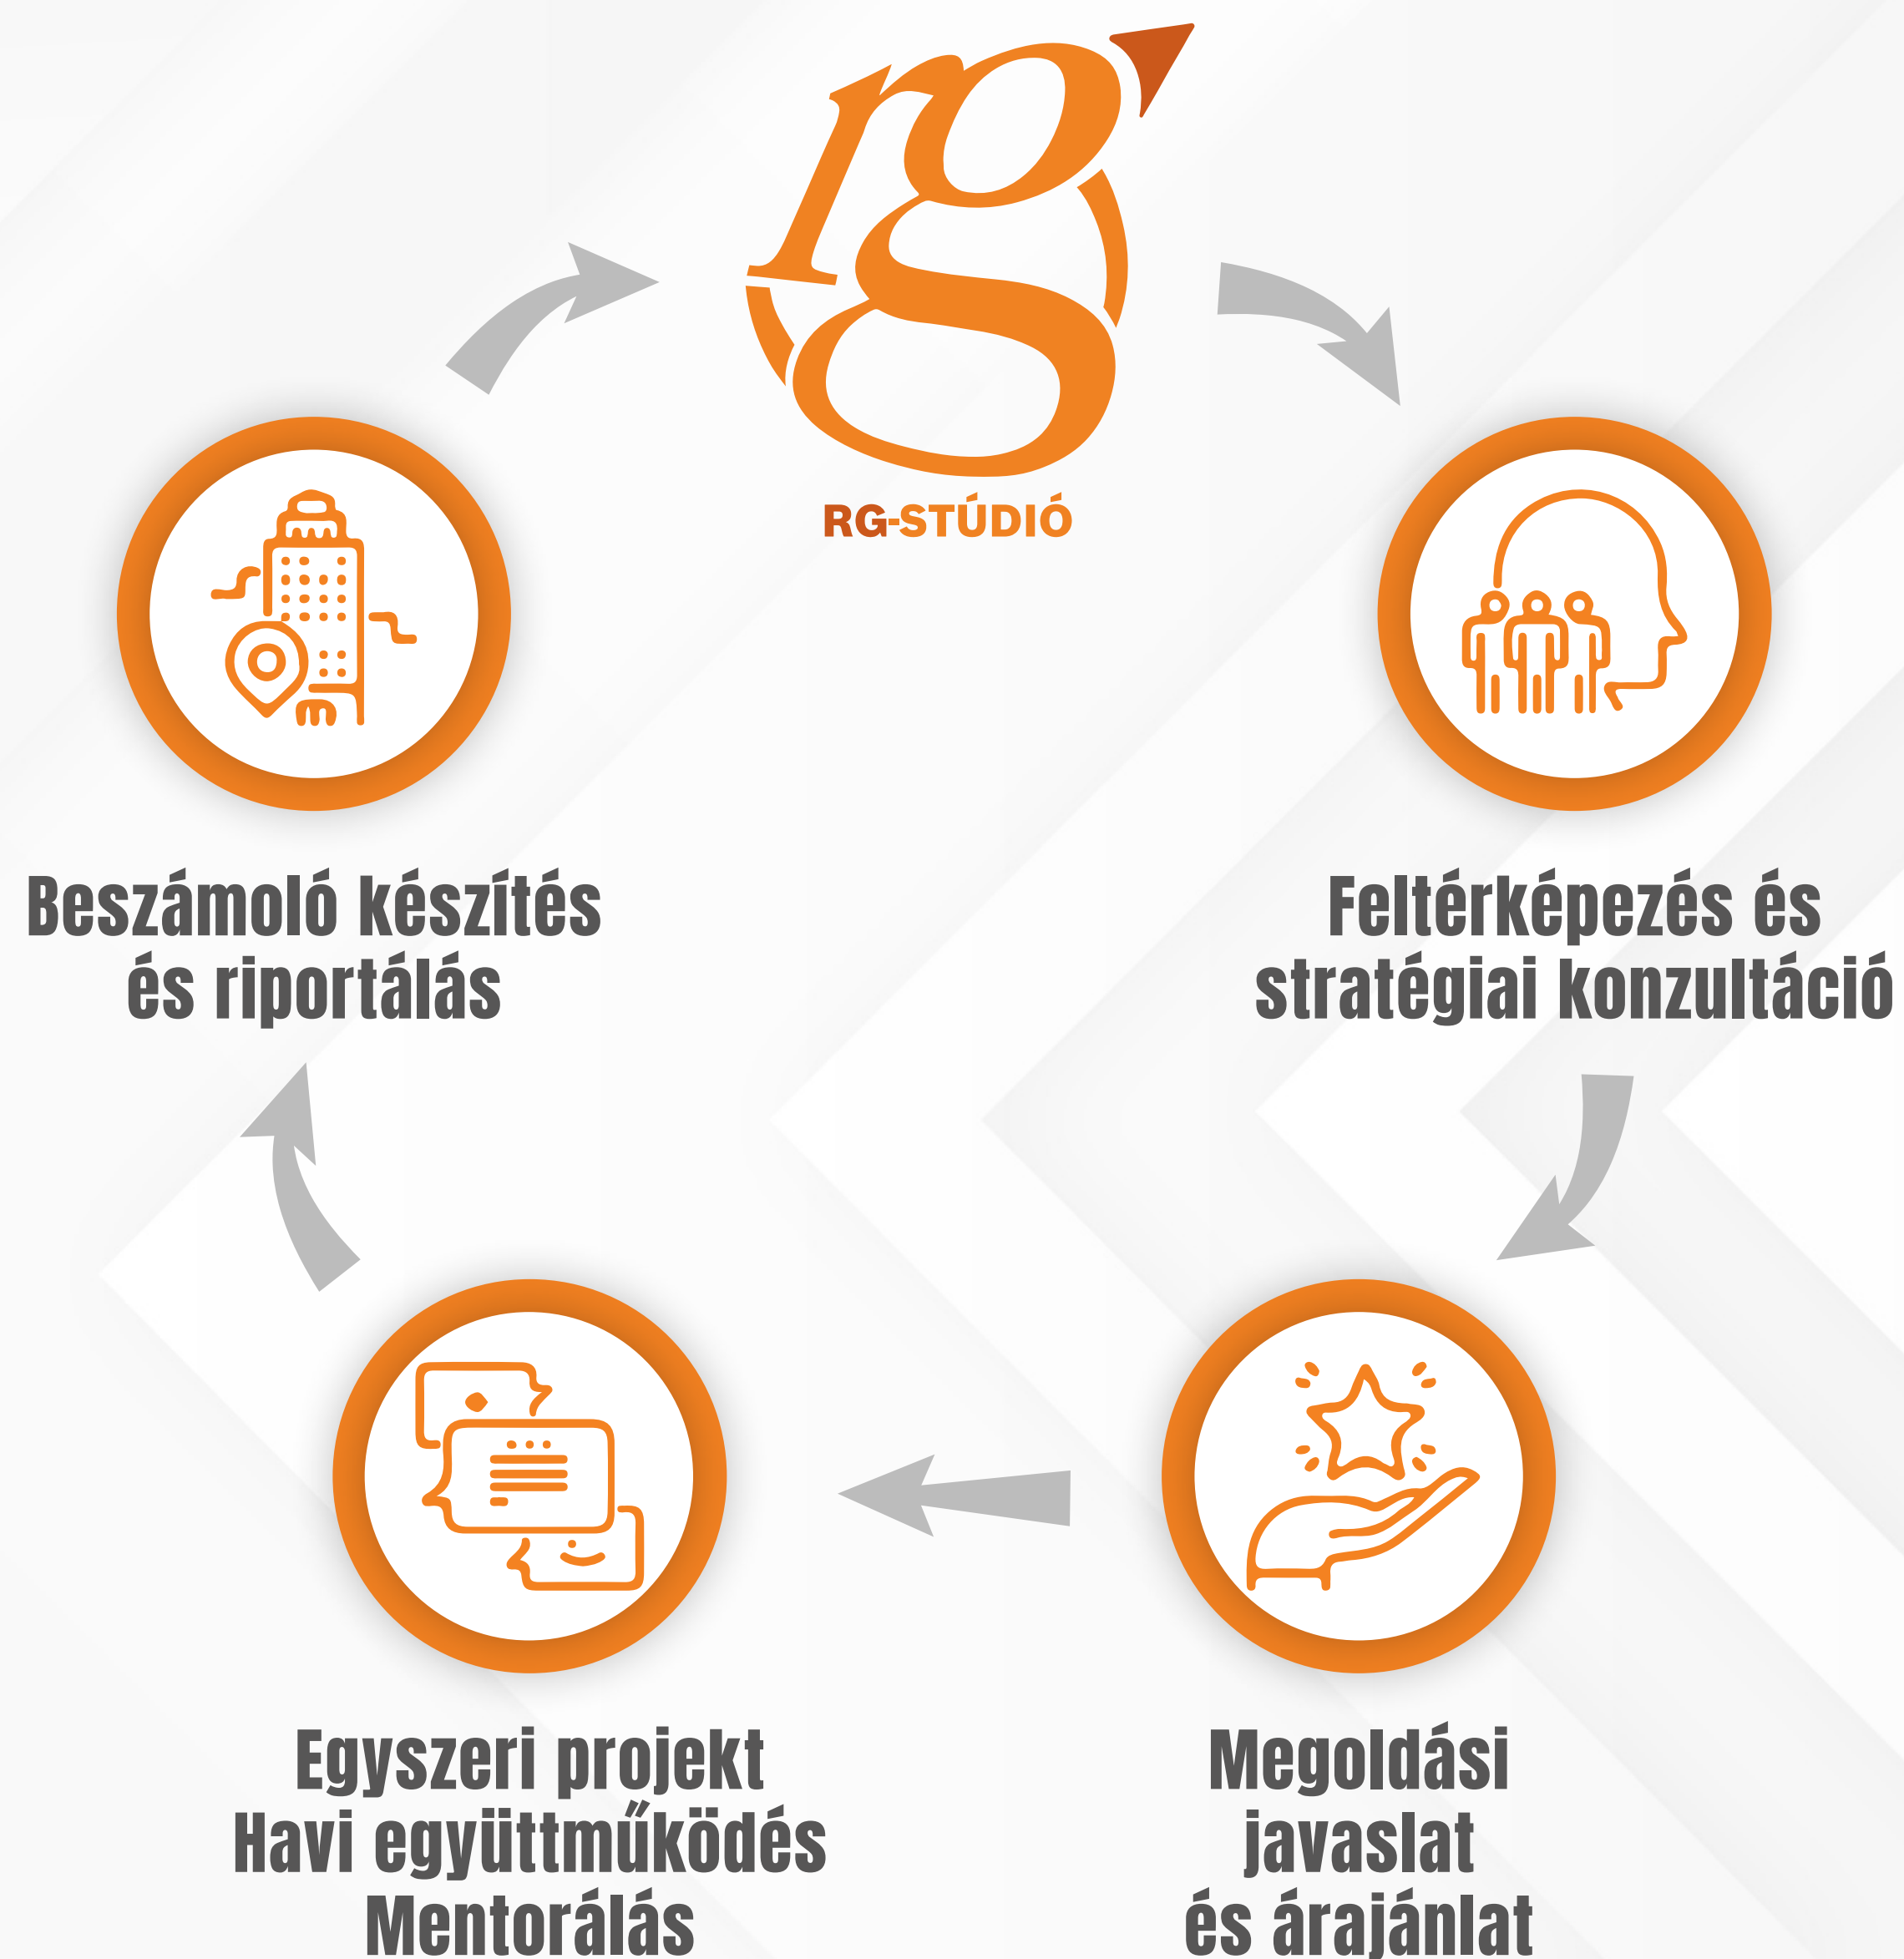 rg
RG-STÚDIÓ
Beszámoló készítés
és riportálás
Feltérképezés és
stratégiai konzultáció
Egyszeri projekt
Havi együttműködés
Mentorálás
Megoldási
javaslat
és árajánlat